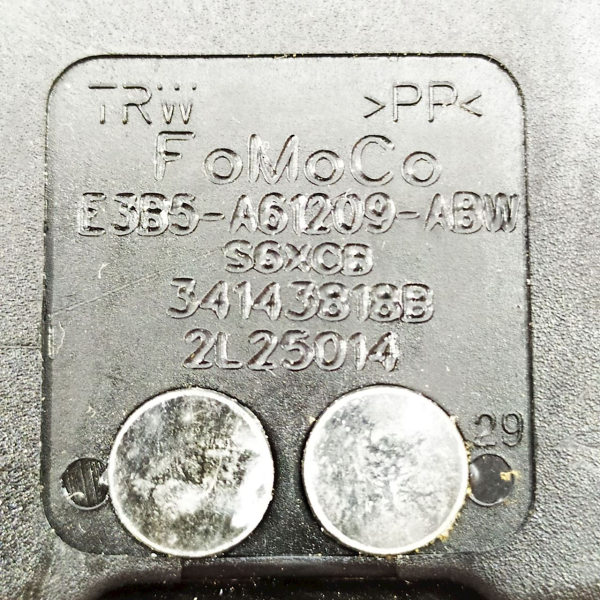 TRW >PP<
FoMoCo
E3B5-A61209-ABW
S6XCB
34143818B
2L25014
29